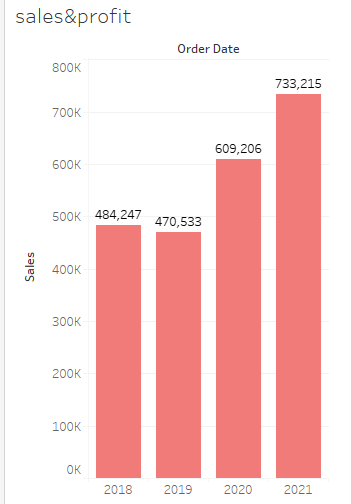 sales&profit
Order Date
800K
700K
600K
500K
400K
300K
200K
100K
0K
Sales
484,247
470,533
609,206
733,215
2018
2019
2020
2021